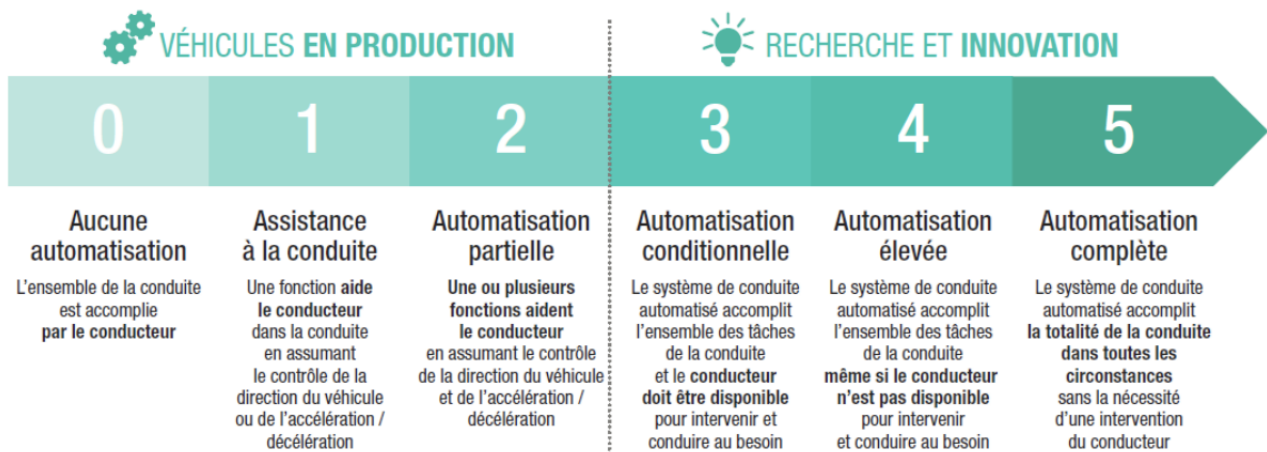 VÉHICULES EN PRODUCTION
RECHERCHE ET INNOVATION
0
1
2
3
4
5
Aucune
automatisation
L'ensemble de la conduite
est accomplie
par le conducteur
Assistance
à la conduite
Une fonction aide
le conducteur
dans la conduite
en assumant
le contrôle de la
direction du véhicule
ou de l'accélération /
décélération
Automatisation
partielle
Une ou plusieurs
fonctions aident
le conducteur
en assumant le contrôle
de la direction du véhicule
et de l'accélération /
décélération
Automatisation
conditionnelle
Le système de conduite
automatisé accomplit
l'ensemble des tâches
de la conduite
et le conducteur
doit être disponible
pour intervenir et
conduire au besoin
Automatisation
élevée
Le système de conduite
automatisé accomplit
l'ensemble des tâches
de la conduite
même si le conducteur
n'est pas disponible
pour intervenir
et conduire au besoin
Automatisation
complète
Le système de conduite
automatisé accomplit
la totalité de la conduite
dans toutes les
circonstances
sans la nécessité
d'une intervention
du conducteur